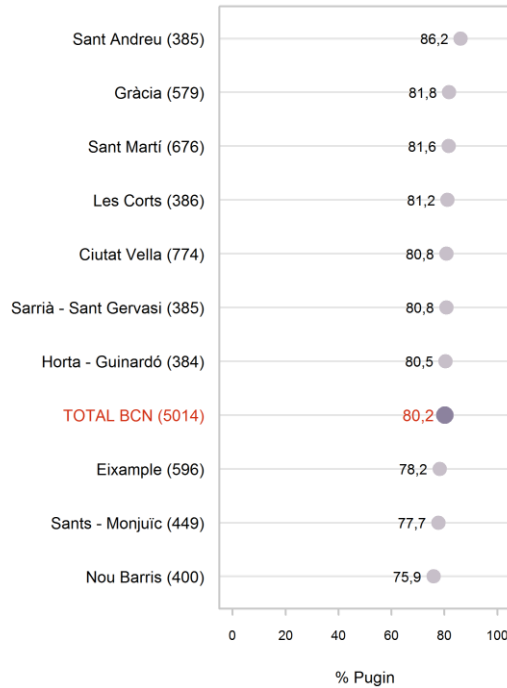 Sant Andreu (385) 86,2
Gràcia (579) 81,8
Sant Martí (676) 81,6
Les Corts (386) 81,2
Ciutat Vella (774) 80,8
Sarrià - Sant Gervasi (385) 80,8
Horta - Guinardó (384) 80,5
TOTAL BCN (5014) 80,2
Eixample (596) 78,2
Sants - Monjuïc (449) 77,7
Nou Barris (400) 75,9
0 20 40 60 80 100
% Pugin